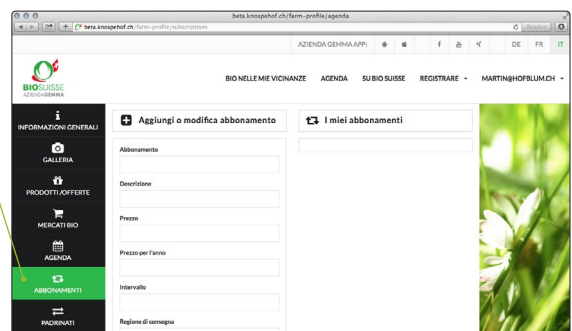 beta.knospehof.ch/farm-profile/agenda
beta.knospehof.ch/farm-profile/subscriptions
Reader
AZIENDA GEMMA APP:
DE FR IT
BIOSUISSE
AZIENDAGEMMA
BIO NELLE MIE VICINANZE AGENDA SU BIO SUISSE REGISTRARE MARTIN@HOFBLUM.CH
INFORMAZIONI GENERALI
GALLERIA
PRODOTTI /OFFERTE
MERCATI BIO
AGENDA
ABBONAMENTI
PADRINATI
Aggiungi o modifica abbonamento
Abbonamento
Descrizione
Prezzo
Prezzo per l'anno
Intervallo
Regione di consegna
I miei abbonamenti